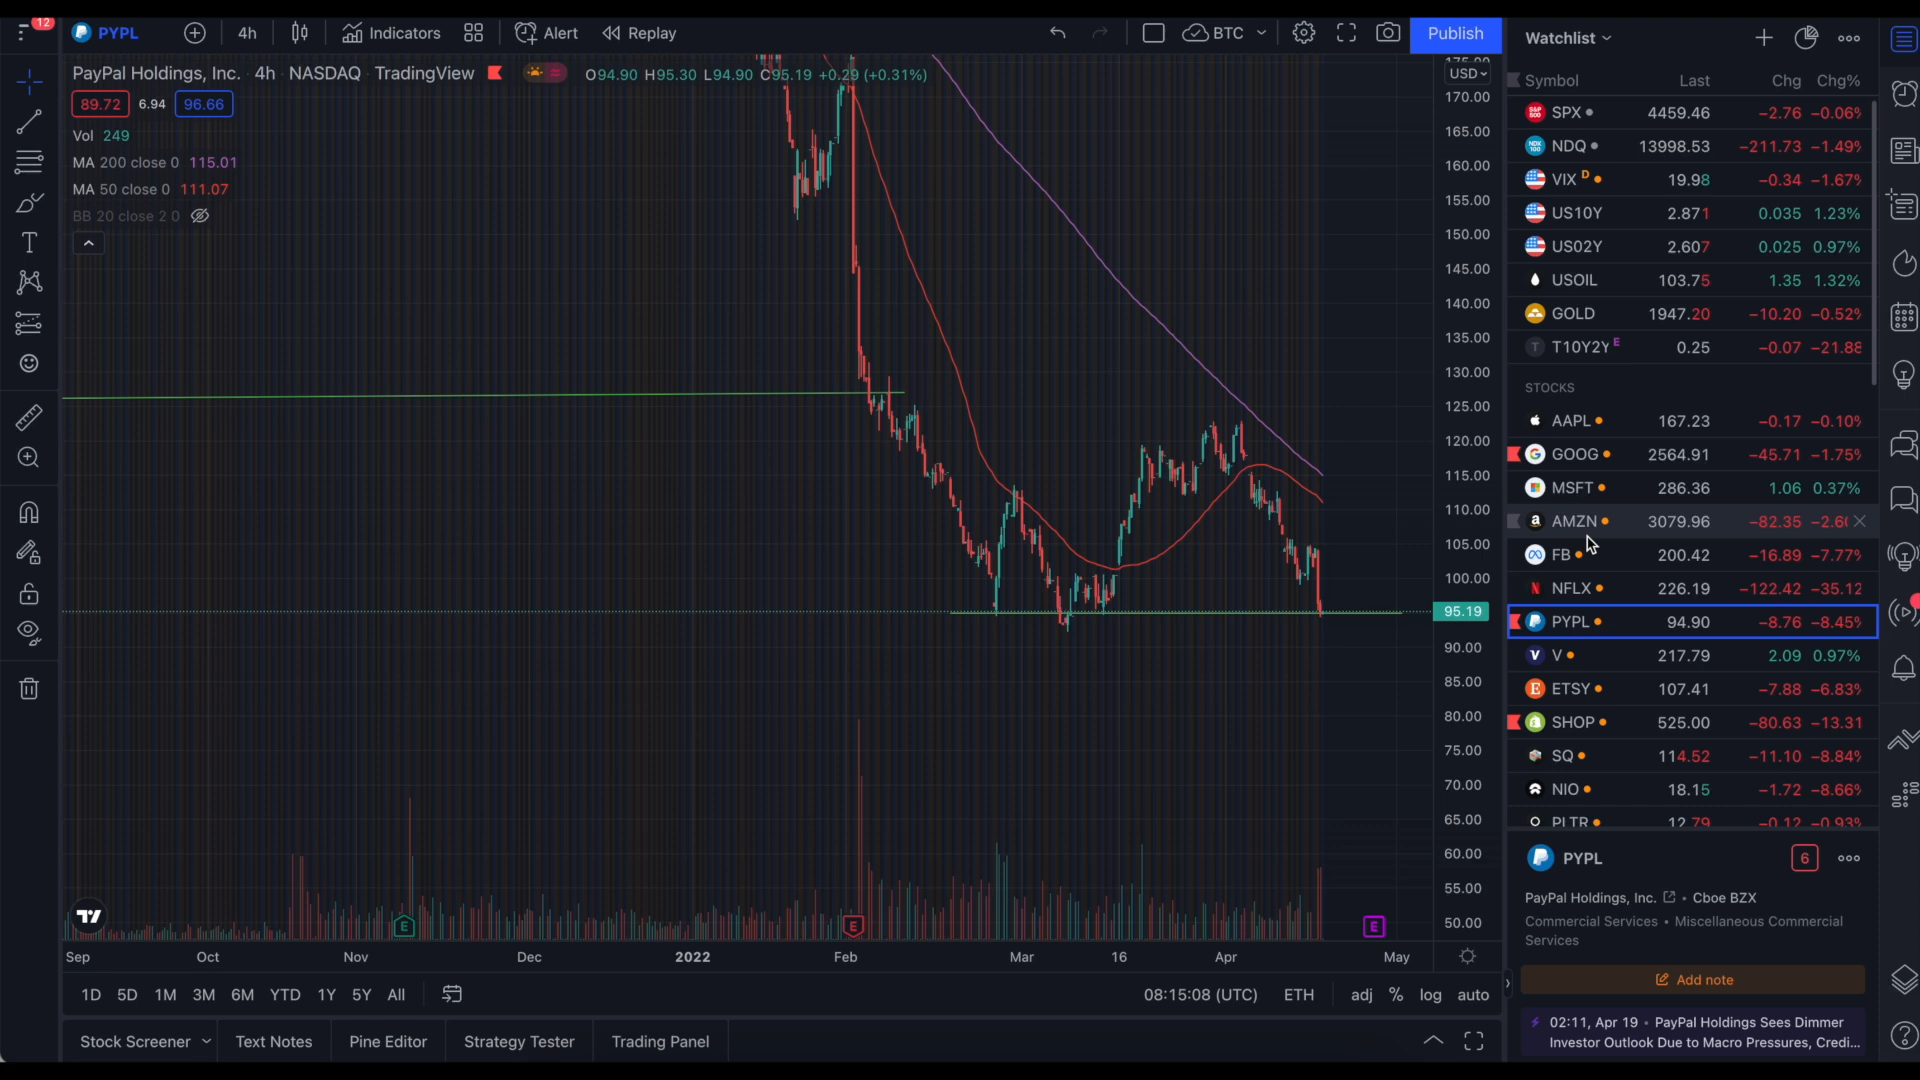 12
PYPL
4h
Indicators
Alert
Replay
BTC
Publish
PayPal Holdings, Inc. · 4h · NASDAQ · TradingView
O94.90 H95.30 L94.90 C95.19 +0.29 (+0.31%)
89.72 6.94 96.66
Vol 249
MA 200 close 0 115.01
MA 50 close 0 111.07
BB 20 close 2 0
175.00
USD
170.00
165.00
160.00
155.00
150.00
145.00
140.00
135.00
130.00
125.00
120.00
115.00
110.00
105.00
100.00
95.19
90.00
85.00
80.00
75.00
70.00
65.00
60.00
55.00
50.00
E
E
E
Sep
Oct
Nov
Dec
2022
Feb
Mar
16
Apr
May
1D 5D 1M 3M 6M YTD 1Y 5Y All
08:15:08 (UTC)
ETH
adj % log auto
Stock Screener
Text Notes
Pine Editor
Strategy Tester
Trading Panel
Watchlist
Symbol Last Chg Chg%
SPX 4459.46 −2.76 −0.06%
NDQ 13998.53 −211.73 −1.49%
VIX D 19.98 −0.34 −1.67%
US10Y 2.871 0.035 1.23%
US02Y 2.607 0.025 0.97%
USOIL 103.75 1.35 1.32%
GOLD 1947.20 −10.20 −0.52%
T T10Y2Y E 0.25 −0.07 −21.88
STOCKS
AAPL 167.23 −0.17 −0.10%
GOOG 2564.91 −45.71 −1.75%
MSFT 286.36 1.06 0.37%
AMZN 3079.96 −82.35 −2.6
FB 200.42 −16.89 −7.77%
NFLX 226.19 −122.42 −35.12
PYPL 94.90 −8.76 −8.45%
V V 217.79 2.09 0.97%
E ETSY 107.41 −7.88 −6.83%
SHOP 525.00 −80.63 −13.31
SQ 114.52 −11.10 −8.84%
NIO 18.15 −1.72 −8.66%
PLTR 12.79 −0.12 −0.93%
PYPL
6
PayPal Holdings, Inc. • Cboe BZX
Commercial Services • Miscellaneous Commercial
Services
Add note
02:11, Apr 19 • PayPal Holdings Sees Dimmer
Investor Outlook Due to Macro Pressures, Credi...